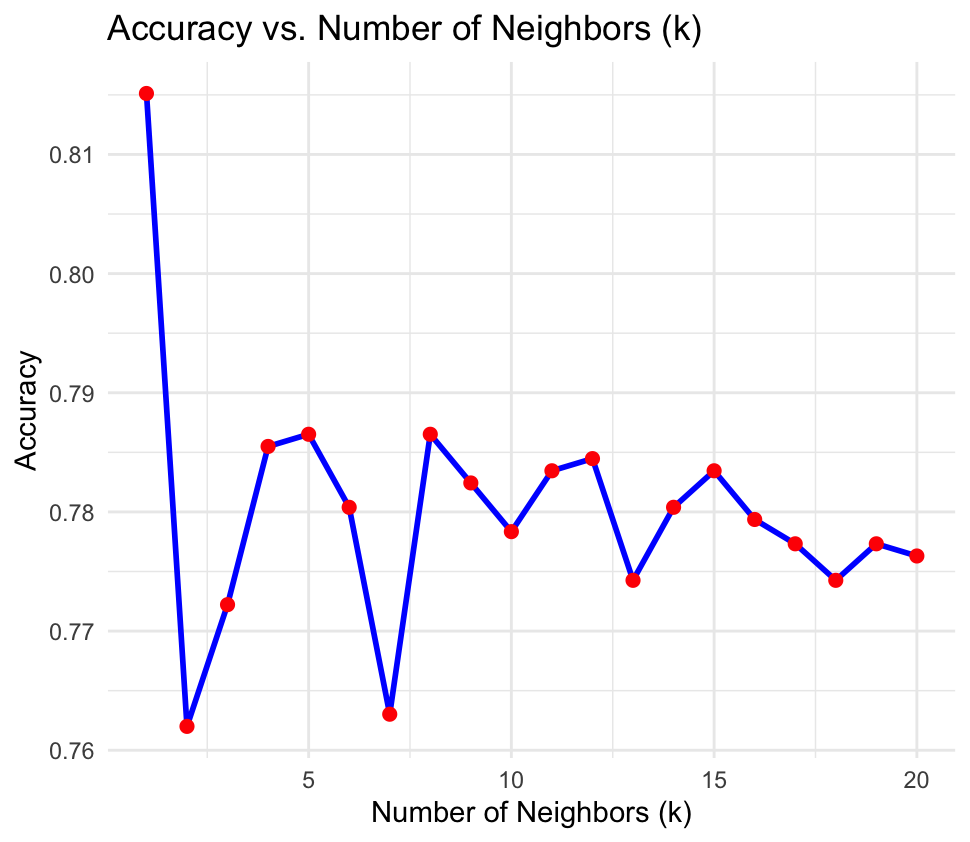 Accuracy vs. Number of Neighbors (k)
Accuracy
0.81
0.80
0.79
0.78
0.77
0.76
5 10 15 20
Number of Neighbors (k)